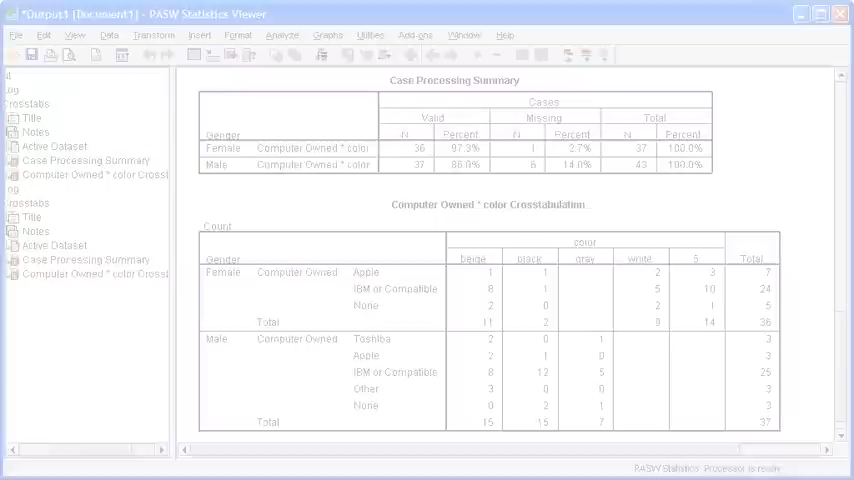 *Output1 [Document1] - PASW Statistics Viewer
File Edit View Data Transform Insert Format Graphs Analyze Utilities Add-ons Window Help
Crosstabs
Title
Notes
Active Dataset
Case Processing Summary
Computer Owned * color Crosst
Crosstabs
Title
Notes
Active Dataset
Case Processing Summary
Computer Owned * color Crosst
Case Processing Summary
Cases
Valid Missing Total
Gender N Percent N Percent N Percent
Female Computer Owned * color 36 97.3% 1 2.7% 37 100.0%
Male Computer Owned * color 37 86.0% 6 14.0% 43 100.0%
Computer Owned * color Crosstabulation
Count
color
Gender beige black gray white 5 Total
Female Computer Owned Apple 1 1 2 3 7
IBM or Compatible 8 1 5 10 24
None 2 0 2 1 5
Total 11 2 9 14 36
Male Computer Owned Toshiba 2 0 1 3
Apple 2 1 0 3
IBM or Compatible 8 12 5 25
Other 3 0 0 3
None 0 2 1 3
Total 15 15 7 37
PASW Statistics Processor is ready